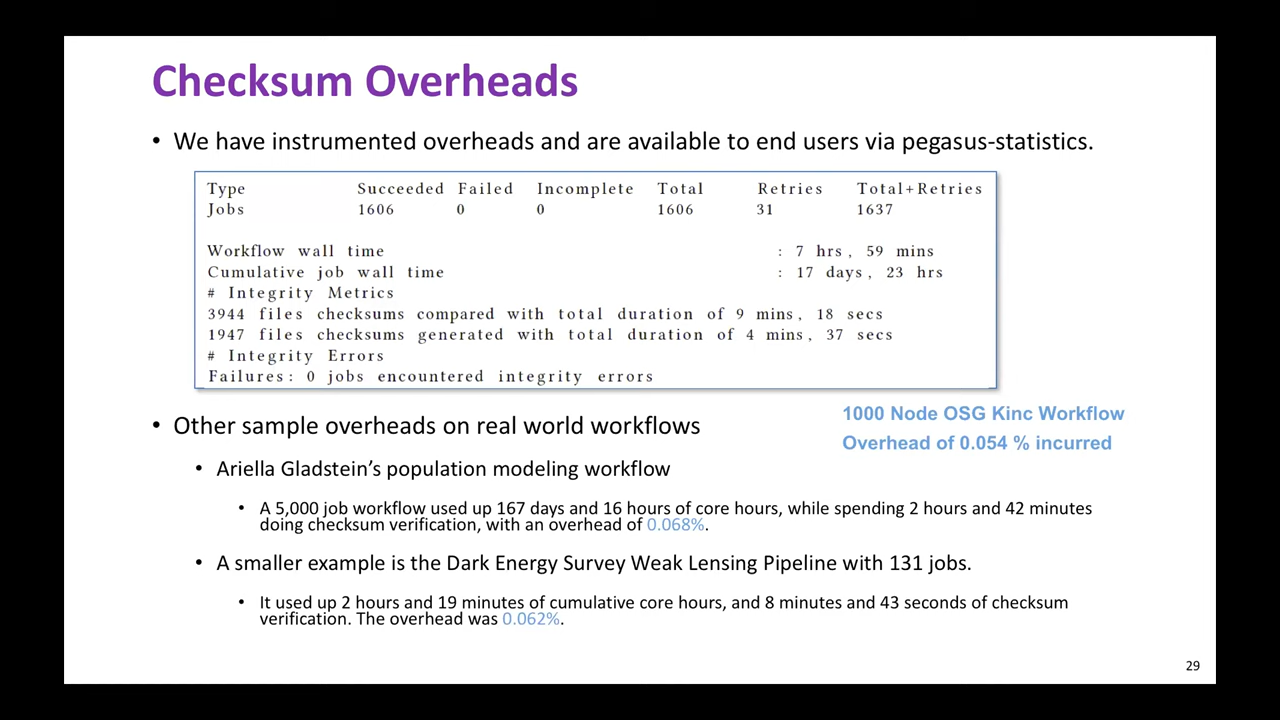 Checksum Overheads
• We have instrumented overheads and are available to end users via pegasus-statistics.
Type Succeeded Failed Incomplete Total Retries Total+Retries
Jobs 1606 0 0 1606 31 1637
Workflow wall time : 7 hrs, 59 mins
Cumulative job wall time : 17 days, 23 hrs
# Integrity Metrics
3944 files checksums compared with total duration of 9 mins, 18 secs
1947 files checksums generated with total duration of 4 mins, 37 secs
# Integrity Errors
Failures: 0 jobs encountered integrity errors
1000 Node OSG Kinc Workflow
Overhead of 0.054 % incurred
• Other sample overheads on real world workflows
• Ariella Gladstein’s population modeling workflow
• A 5,000 job workflow used up 167 days and 16 hours of core hours, while spending 2 hours and 42 minutes
doing checksum verification, with an overhead of 0.068%.
• A smaller example is the Dark Energy Survey Weak Lensing Pipeline with 131 jobs.
• It used up 2 hours and 19 minutes of cumulative core hours, and 8 minutes and 43 seconds of checksum
verification. The overhead was 0.062%.
29